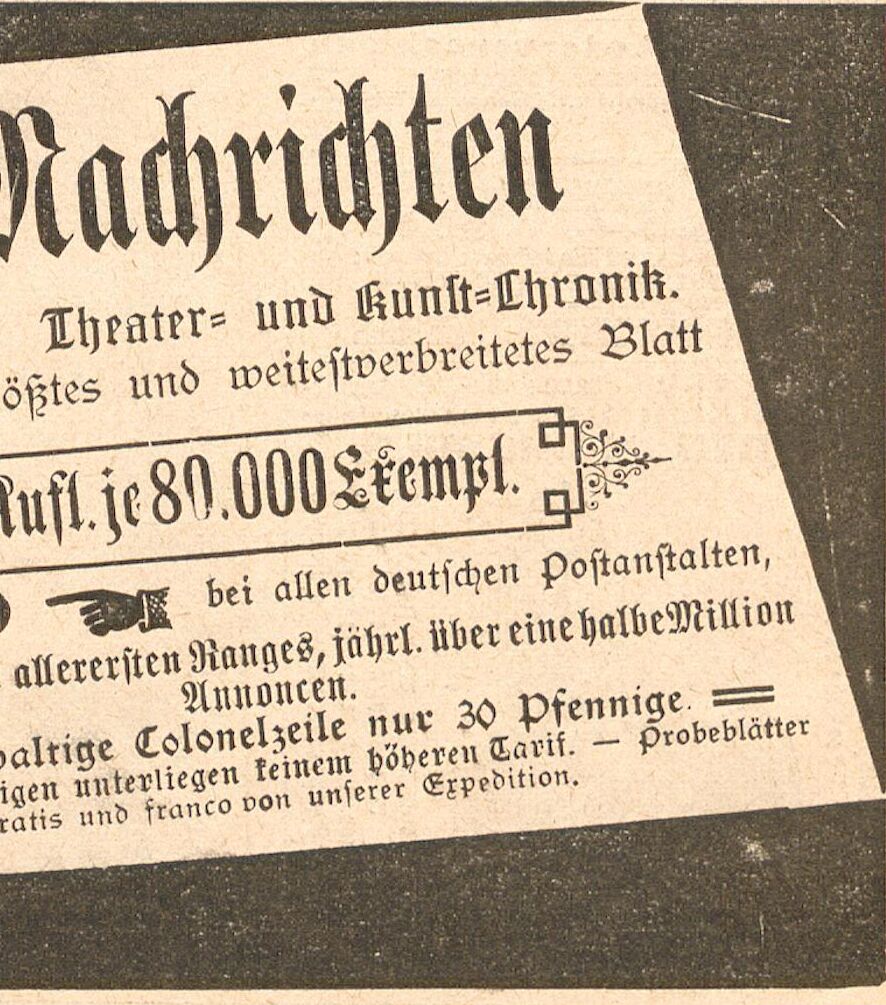 Nachrichten
Theater- und Kunst-Chronik.
ößtes und weitestverbreitetes Blatt
Aufl. je 80.000 Exempl.
bei allen deutschen Postanstalten,
allerersten Ranges, jährl. über eine halbe Million
Annoncen.
paltige Colonelzeile nur 30 Pfennige.
igen unterliegen keinem höheren Tarif. — Probeblätter
ratis und franco von unserer Expedition.